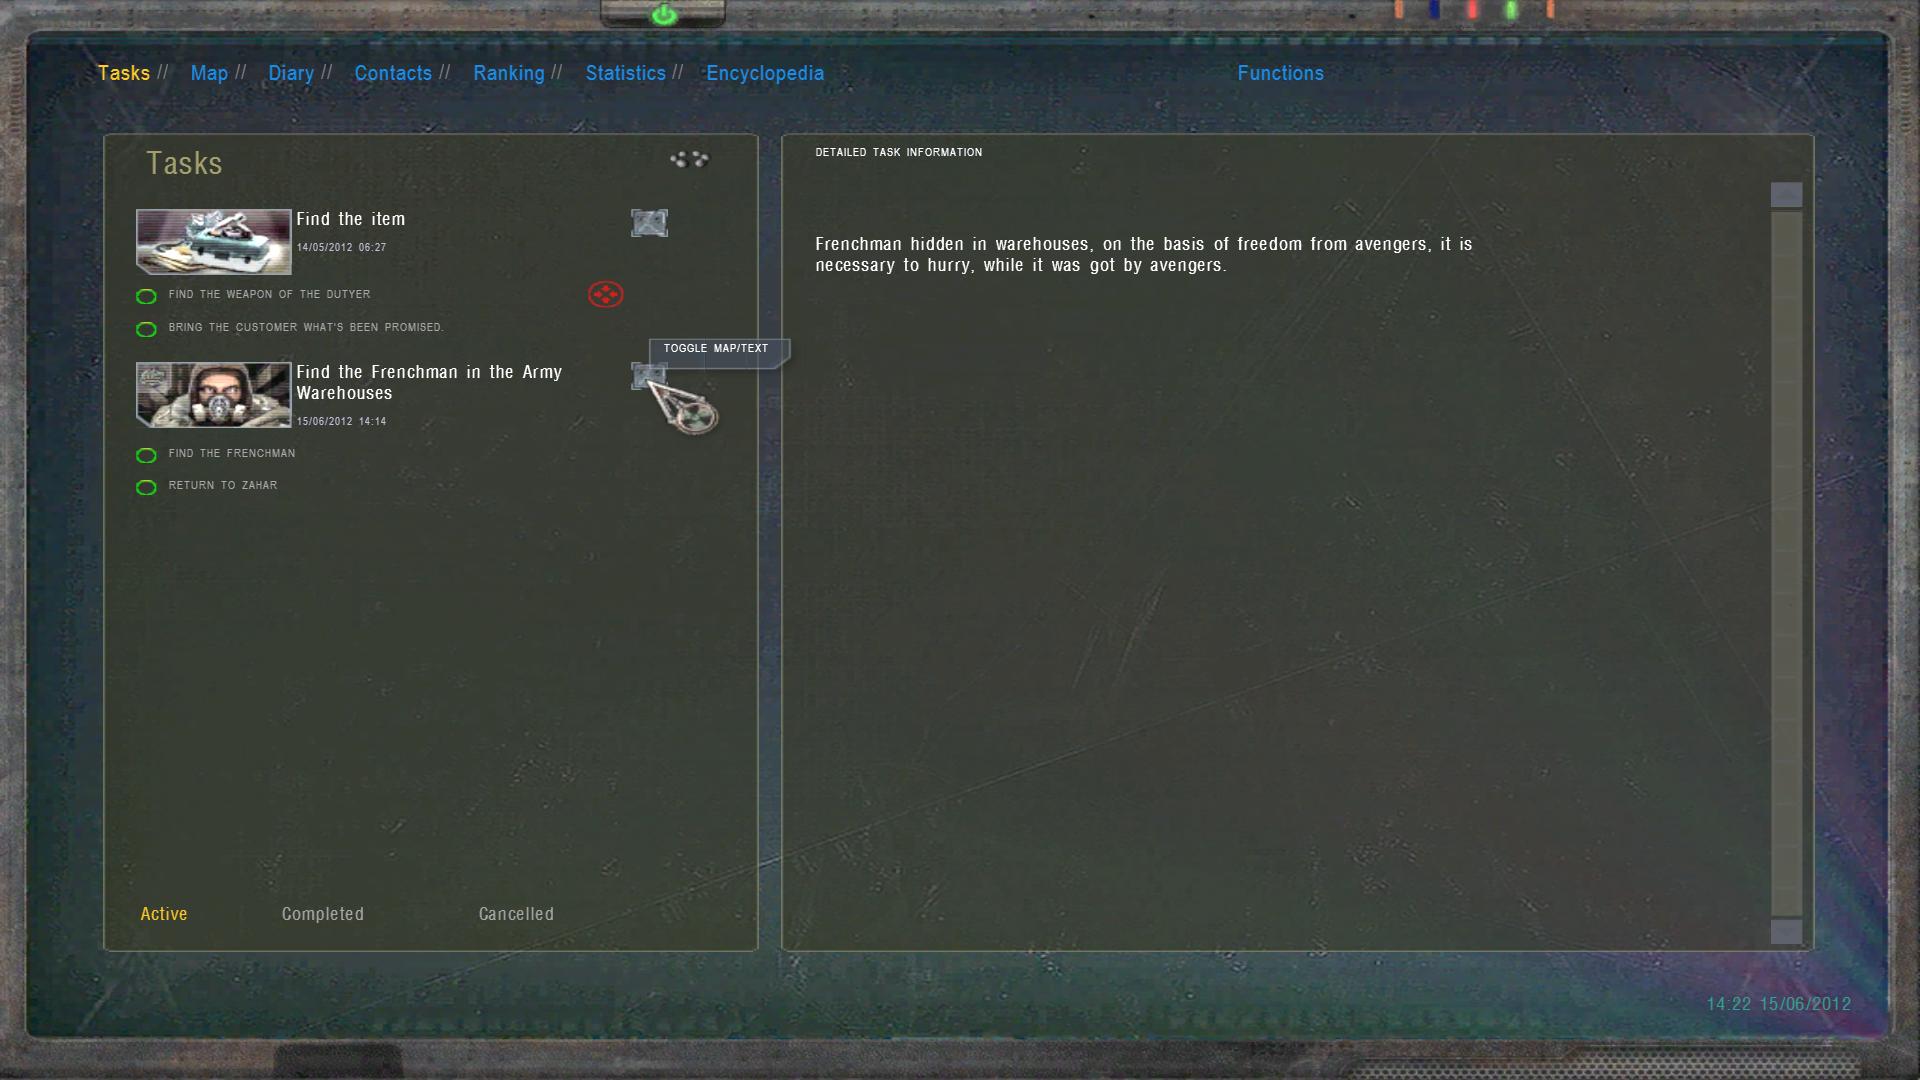 Tasks // Map // Diary // Contacts // Ranking // Statistics // Encyclopedia
Functions
Tasks
Find the item
14/05/2012 06:27
FIND THE WEAPON OF THE DUTYER
BRING THE CUSTOMER WHAT'S BEEN PROMISED.
TOGGLE MAP/TEXT
Find the Frenchman in the Army
Warehouses
15/06/2012 14:14
FIND THE FRENCHMAN
RETURN TO ZAHAR
Active
Completed
Cancelled
DETAILED TASK INFORMATION
Frenchman hidden in warehouses, on the basis of freedom from avengers, it is
necessary to hurry, while it was got by avengers.
14:22 15/06/2012